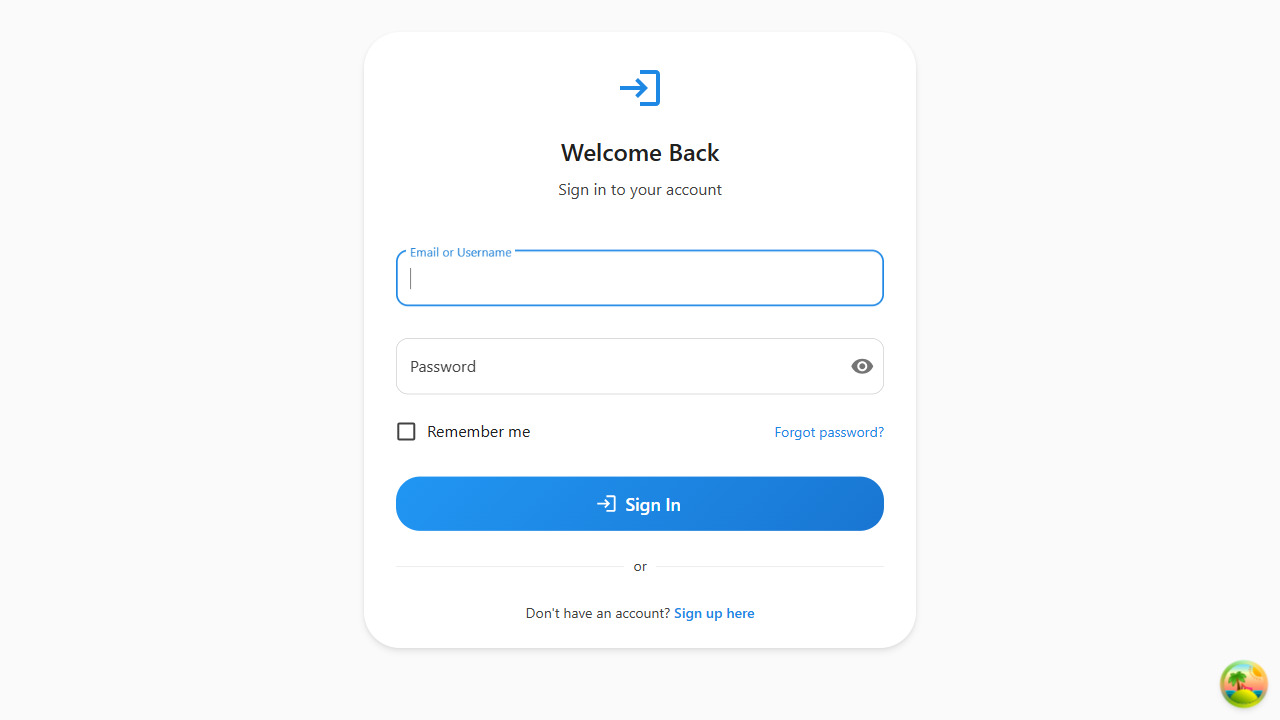 Welcome Back
Sign in to your account
Email or Username
Password
Remember me
Forgot password?
Sign In
or
Don't have an account? Sign up here